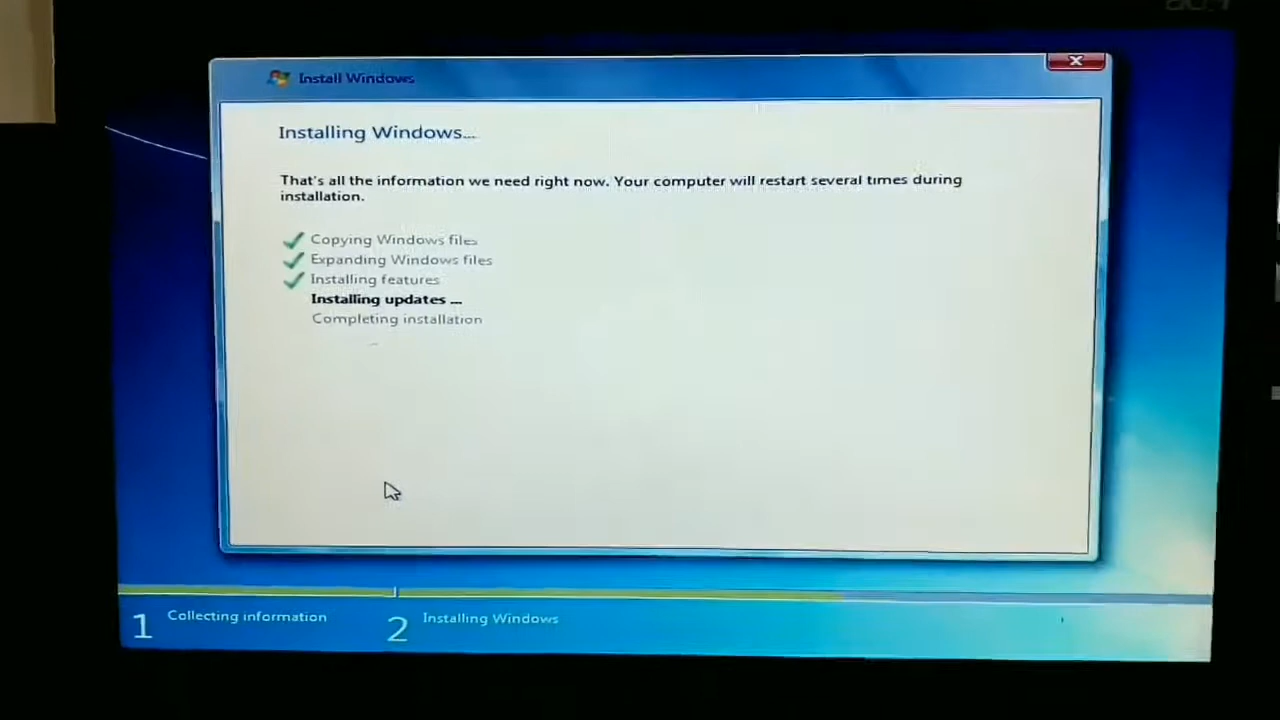 Install Windows
Installing Windows...
That's all the information we need right now. Your computer will restart several times during
installation.
Copying Windows files
Expanding Windows files
Installing features
Installing updates ...
Completing installation
1 Collecting information
2 Installing Windows